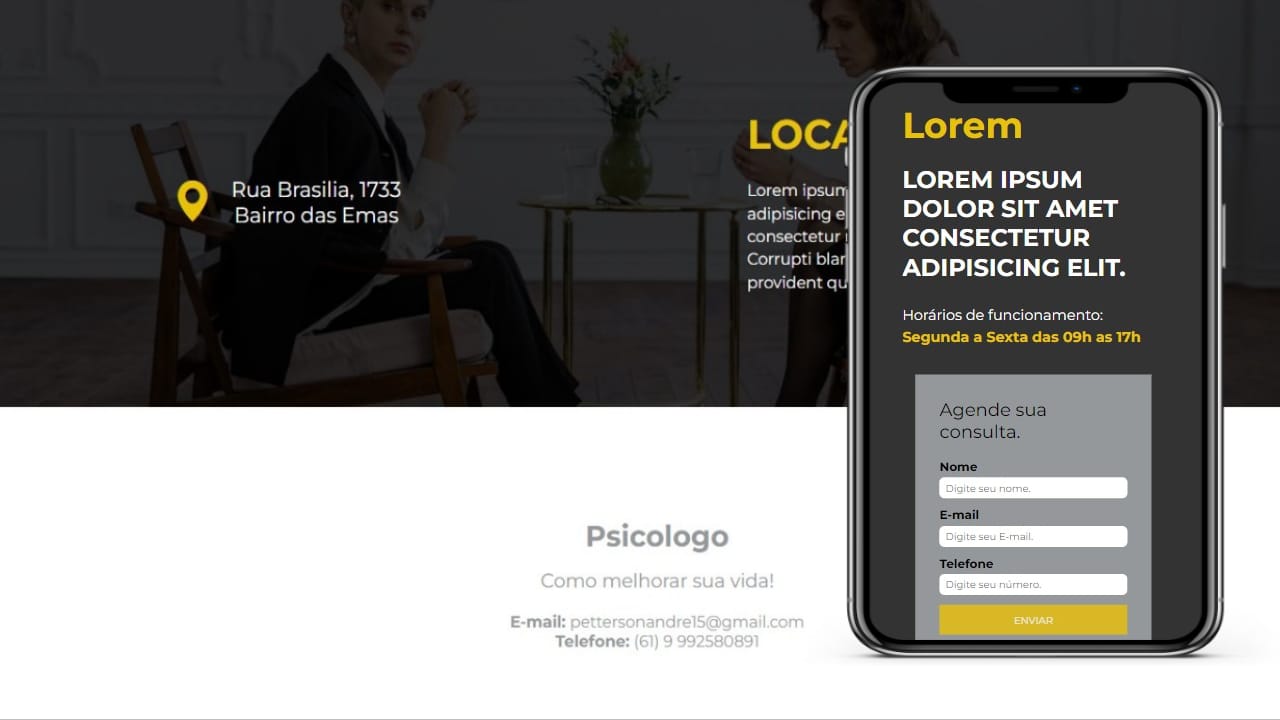 Rua Brasilia, 1733
Bairro das Emas
LOCA
Lorem ipsum
adipisicing e
consectetur
Corrupti blan
provident qu
Psicologo
Como melhorar sua vida!
E-mail: pettersonandre15@gmail.com
Telefone: (61) 9 992580891
Lorem
LOREM IPSUM
DOLOR SIT AMET
CONSECTETUR
ADIPISICING ELIT.
Horários de funcionamento:
Segunda a Sexta das 09h as 17h
Agende sua
consulta.
Nome
Digite seu nome.
E-mail
Digite seu E-mail.
Telefone
Digite seu número.
ENVIAR